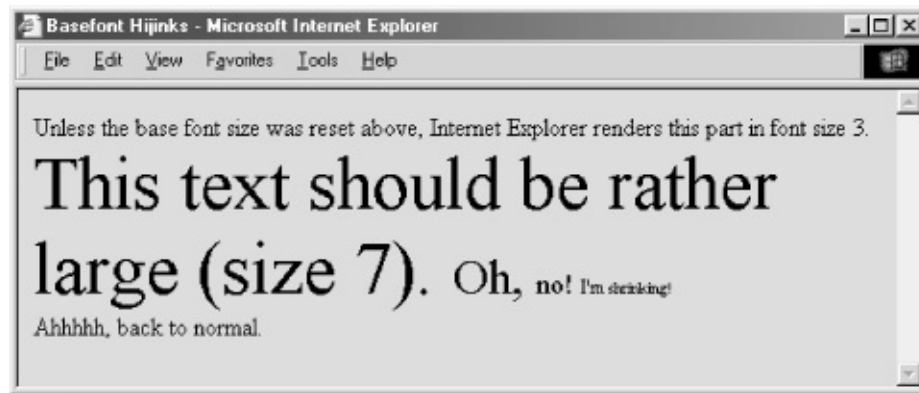 Basefont Hijinks - Microsoft Internet Explorer
File Edit View Favorites Tools Help
Unless the base font size was reset above, Internet Explorer renders this part in font size 3.
This text should be rather
large (size 7). Oh, no! I'm shrinking!
Ahhhhh, back to normal.